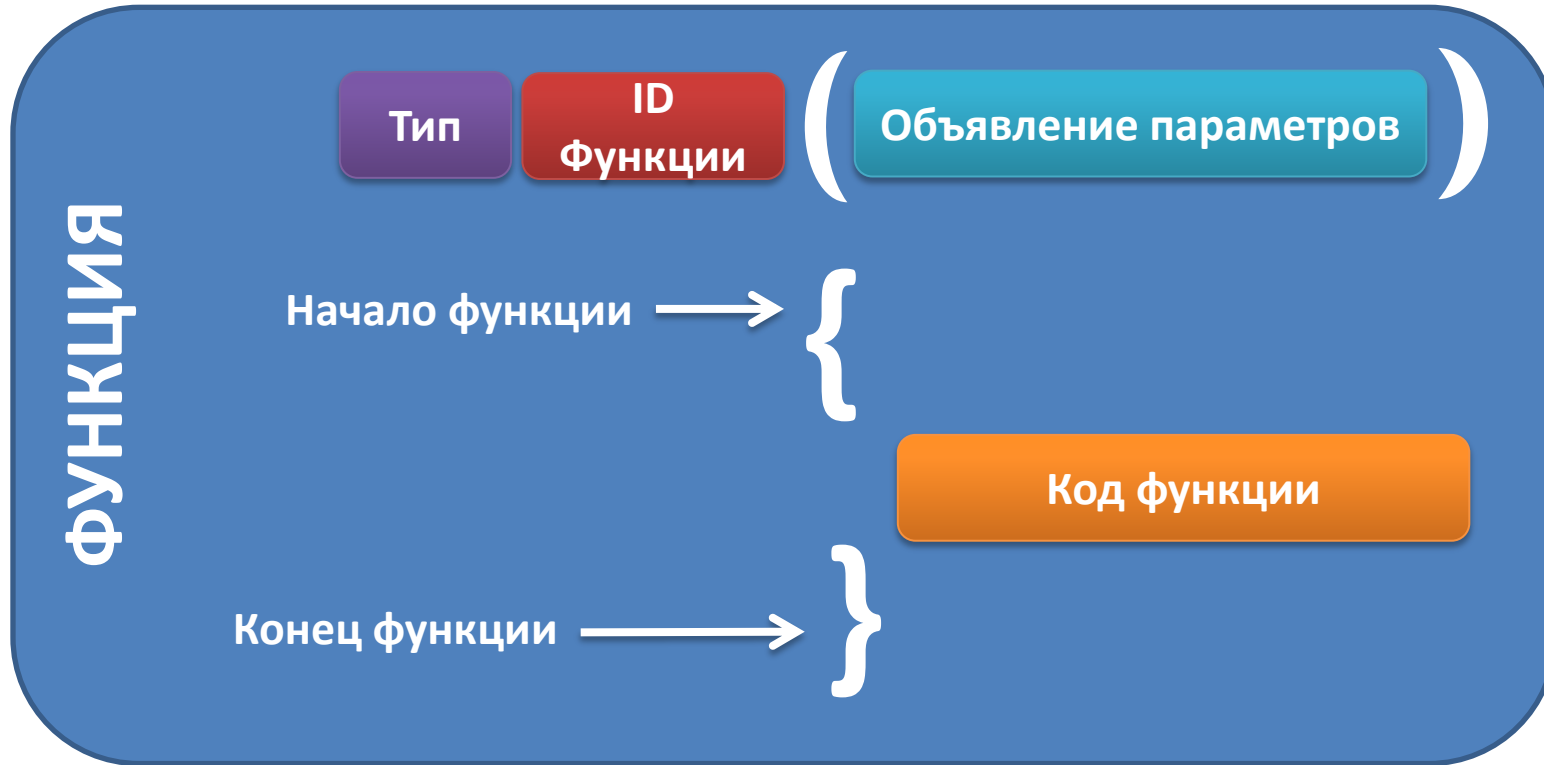 ФУНКЦИЯ
Тип
ID
Функции
(
Объявление параметров
)
Начало функции
{
Код функции
Конец функции
}